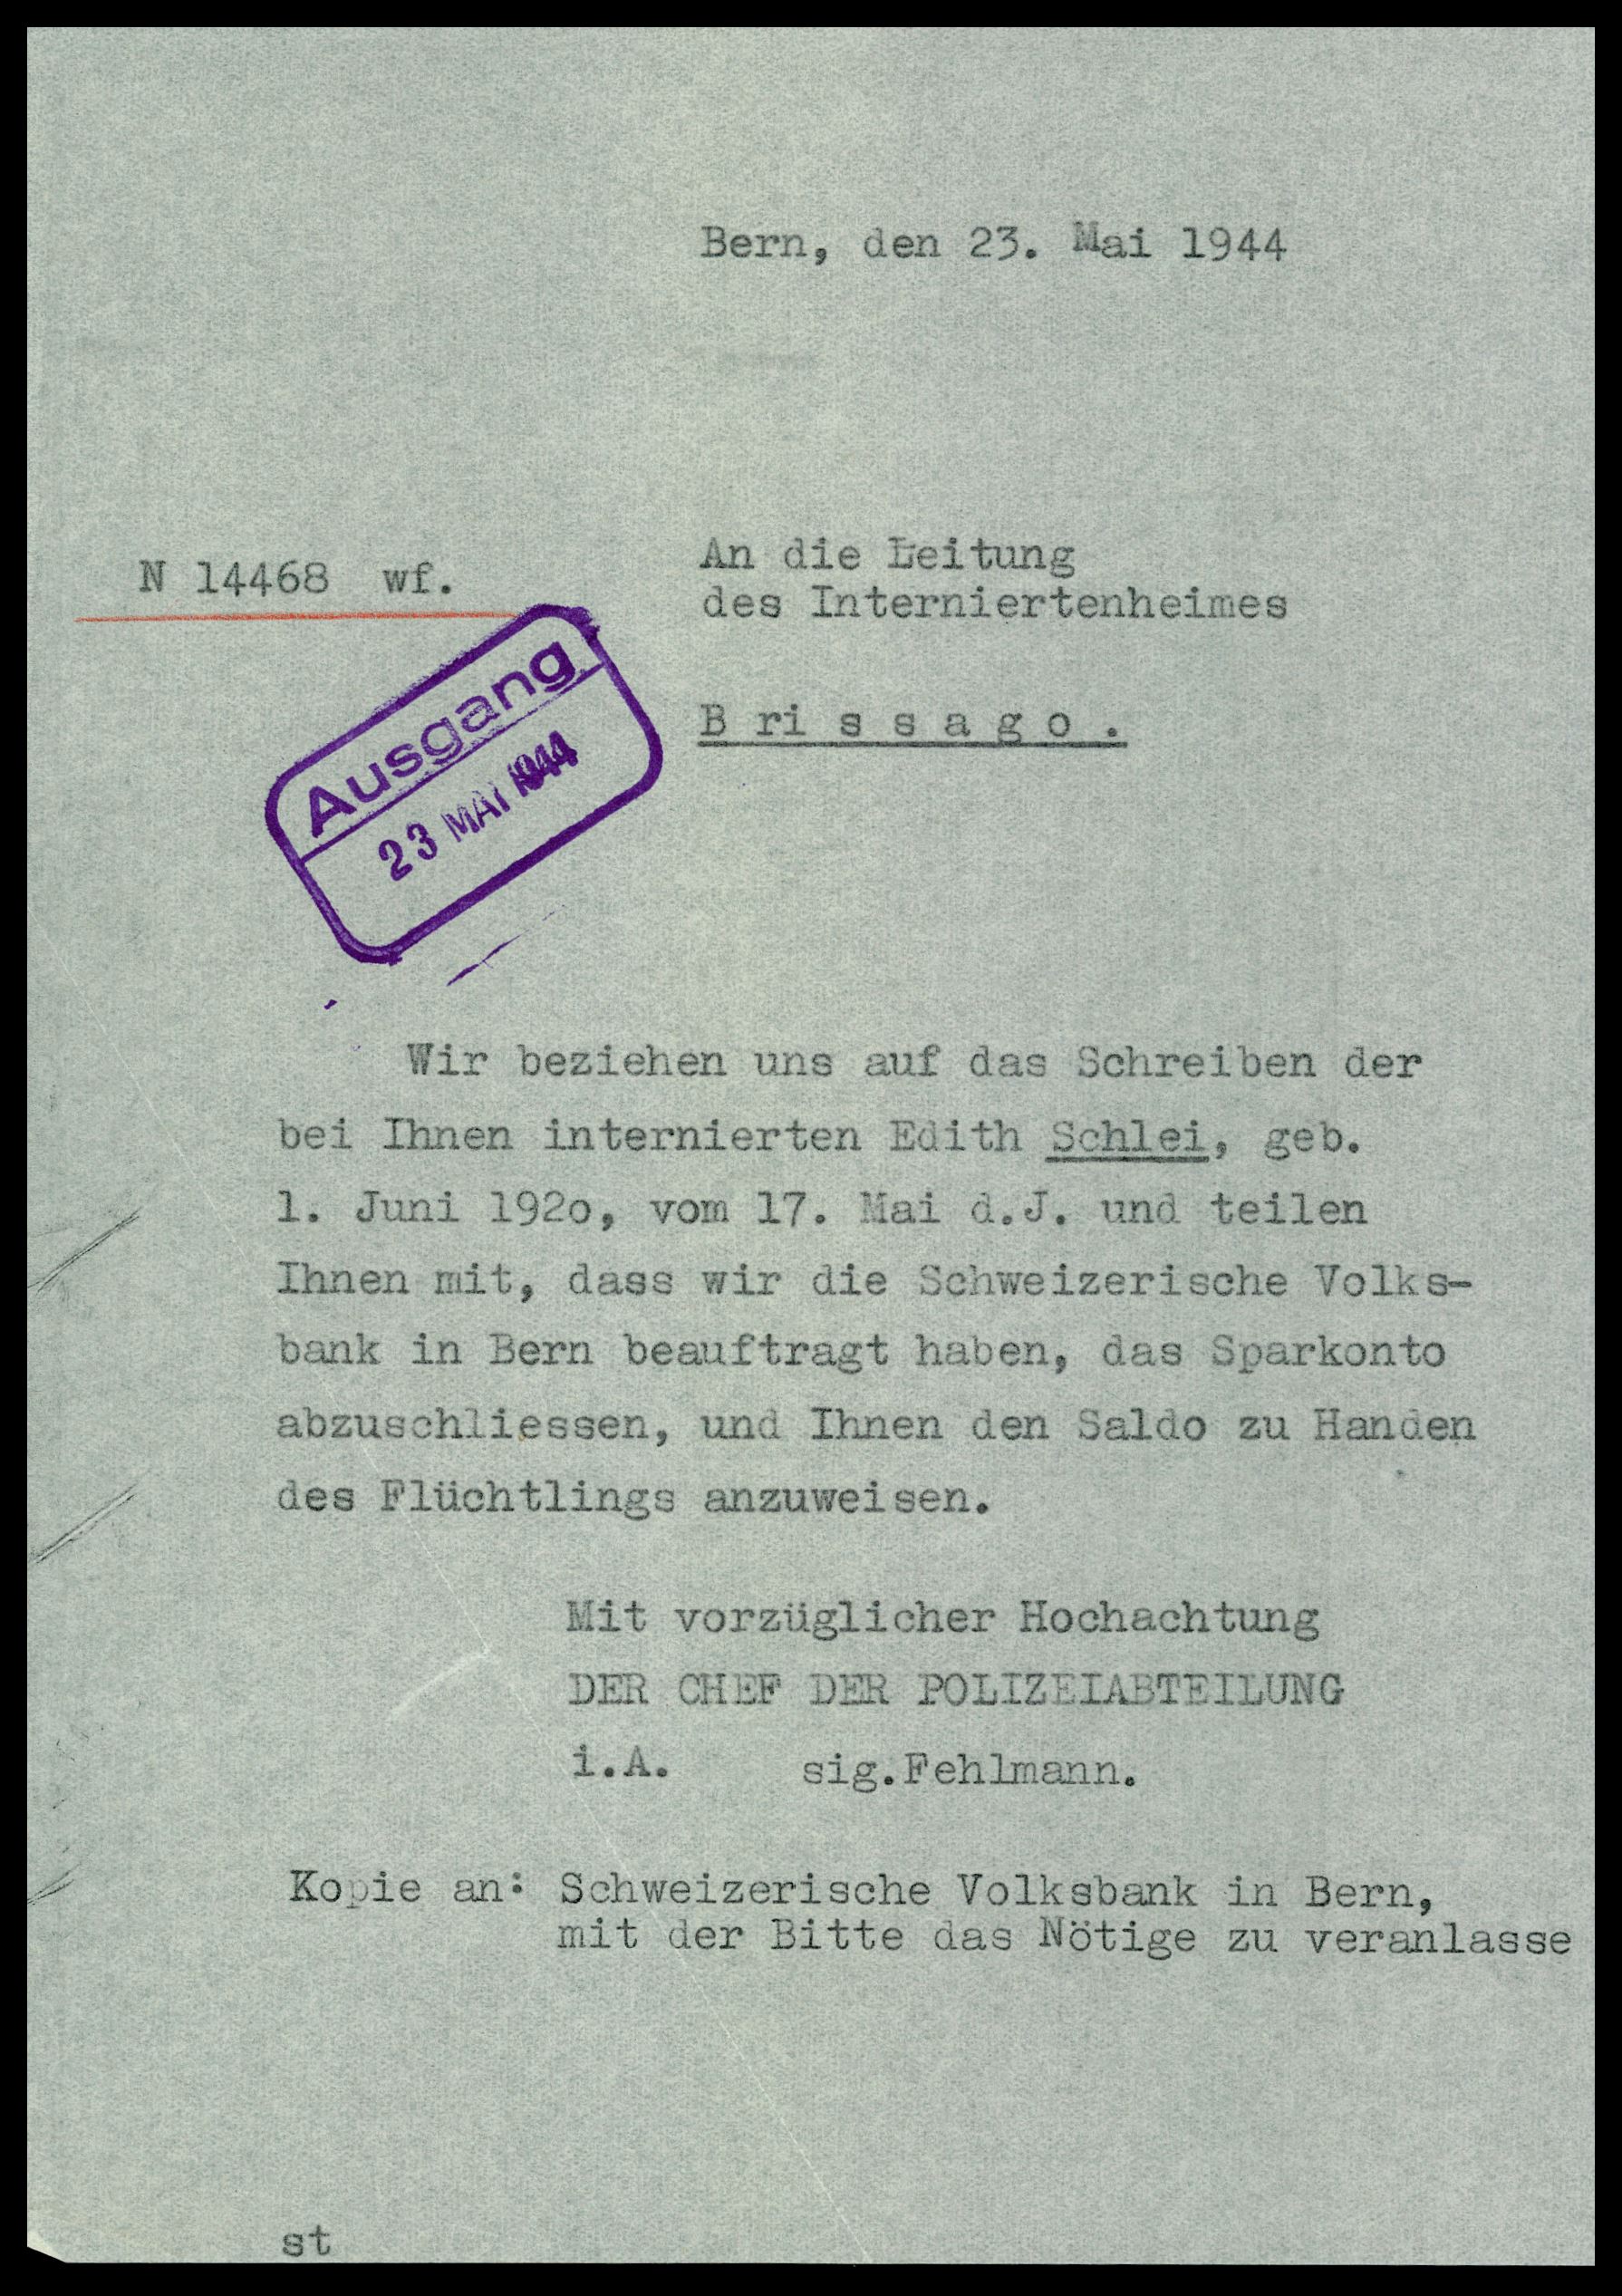 Bern, den 23. Mai 1944
N 14468 wf.
An die Leitung
des Interniertenheimes
B ri s s a g o .
Ausgang
23 MAI 1944
Wir beziehen uns auf das Schreiben der
bei Ihnen internierten Edith Schlei, geb.
1. Juni 192o, vom 17. Mai d.J. und teilen
Ihnen mit, dass wir die Schweizerische Volks-
bank in Bern beauftragt haben, das Sparkonto
abzuschliessen, und Ihnen den Saldo zu Handen
des Flüchtlings anzuweisen.
Mit vorzüglicher Hochachtung
DER CHEF DER POLIZEIABTEILUNG
i.A. sig.Fehlmann.
Kopie an: Schweizerische Volksbank in Bern,
mit der Bitte das Nötige zu veranlasse
st